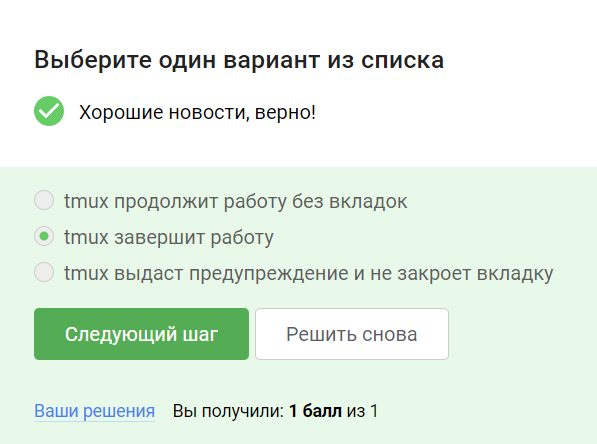 Выберите один вариант из списка
Хорошие новости, верно!
tmux продолжит работу без вкладок
tmux завершит работу
tmux выдаст предупреждение и не закроет вкладку
Следующий шаг Решить снова
Ваши решения Вы получили: 1 балл из 1